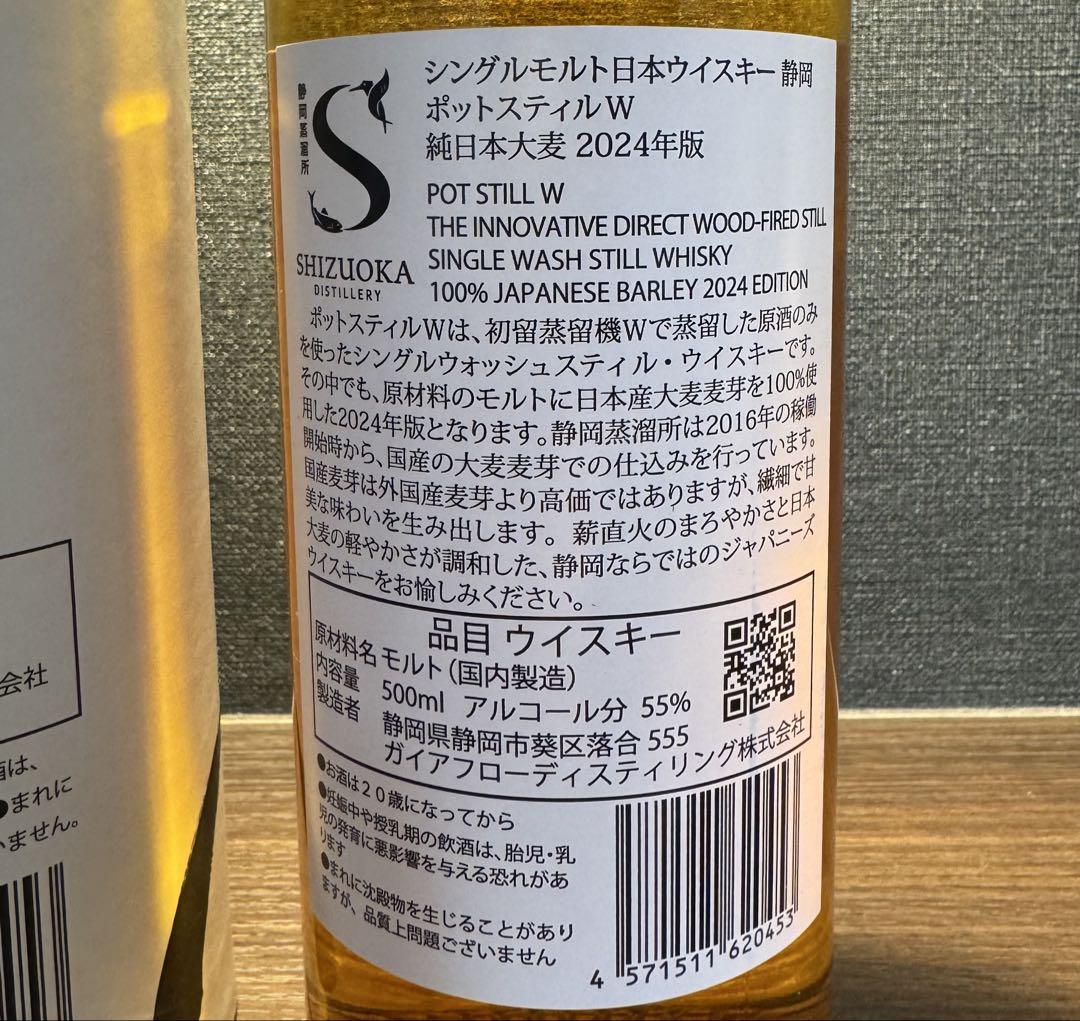 静岡蒸溜所
S
SHIZUOKA
DISTILLERY
シングルモルト日本ウイスキー 静岡
ポットスティルW
純日本大麦 2024年版
POT STILL W
THE INNOVATIVE DIRECT WOOD-FIRED STILL
SINGLE WASH STILL WHISKY
100% JAPANESE BARLEY 2024 EDITION
ポットスティルWは、初留蒸留機Wで蒸留した原酒のみ
を使ったシングルウォッシュスティル・ウイスキーです。
その中でも、原材料のモルトに日本産大麦麦芽を100%使
用した2024年版となります。静岡蒸溜所は2016年の稼働
開始時から、国産の大麦麦芽での仕込みを行っています。
国産麦芽は外国産麦芽より高価ではありますが、繊細で甘
美な味わいを生み出します。薪直火のまろやかさと日本
大麦の軽やかさが調和した、静岡ならではのジャパニーズ
ウイスキーをお愉しみください。
品目 ウイスキー
原材料名 モルト（国内製造）
内容量 500ml アルコール分 55%
製造者 静岡県静岡市葵区落合 555
ガイアフローディスティリング株式会社
●お酒は２０歳になってから
●妊娠中や授乳期の飲酒は、胎児・乳
児の発育に悪影響を与える恐れがあ
ります
●まれに沈殿物を生じることがあり
ますが、品質上問題ございません
4 571511 620453
会社
酒は、
●まれに
いません。